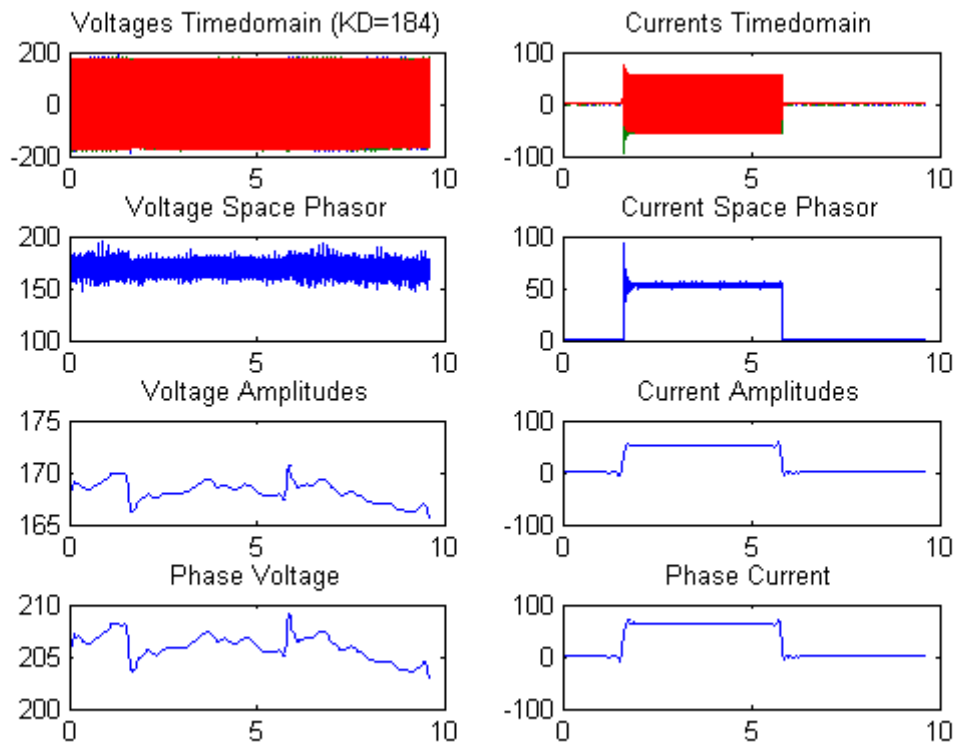 Voltages Timedomain (KD=184)
200
0
-200
0 5 10
Currents Timedomain
100
0
-100
0 5 10
Voltage Space Phasor
200
150
100
0 5 10
Current Space Phasor
100
50
0
0 5 10
Voltage Amplitudes
175
170
165
0 5 10
Current Amplitudes
100
0
-100
0 5 10
Phase Voltage
210
205
200
0 5 10
Phase Current
100
0
-100
0 5 10